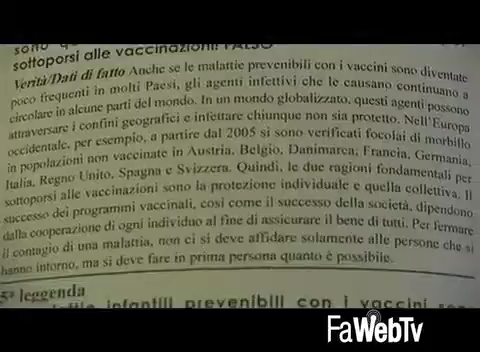 sottoporsi alle vaccinazioni! FALSO
Verità/Dati di fatto Anche se le malattie prevenibili con i vaccini sono diventate
poco frequenti in molti Paesi, gli agenti infettivi che le causano continuano a
circolare in alcune parti del mondo. In un mondo globalizzato, questi agenti possono
attraversare i confini geografici e infettare chiunque non sia protetto. Nell'Europa
occidentale, per esempio, a partire dal 2005 si sono verificati focolai di morbillo
in popolazioni non vaccinate in Austria, Belgio, Danimarca, Francia, Germania,
Italia, Regno Unito, Spagna e Svizzera. Quindi, le due ragioni fondamentali per
sottoporsi alle vaccinazioni sono la protezione individuale e quella collettiva. Il
successo dei programmi vaccinali, così come il successo della società, dipendono
dalla cooperazione di ogni individuo al fine di assicurare il bene di tutti. Per fermare
il contagio di una malattia, non ci si deve affidare solamente alle persone che si
hanno intorno, ma si deve fare in prima persona quanto è possibile.
5ª leggenda
infantili prevenibili con i vaccini
FaWebTv